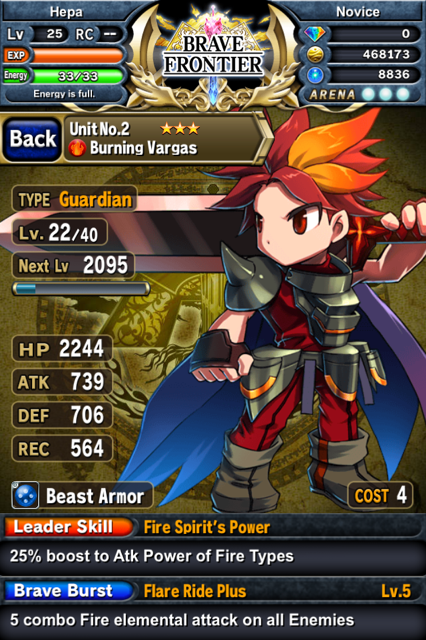 Hepa
Novice
Lv 25 RC --
0
EXP
468173
Energy 33/33
8836
Energy is full.
ARENA
BRAVE
FRONTIER
Back
Unit No.2 ★★★
Burning Vargas
TYPE Guardian
Lv. 22/40
Next Lv 2095
HP 2244
ATK 739
DEF 706
REC 564
Beast Armor
COST 4
Leader Skill Fire Spirit's Power
25% boost to Atk Power of Fire Types
Brave Burst Flare Ride Plus Lv.5
5 combo Fire elemental attack on all Enemies